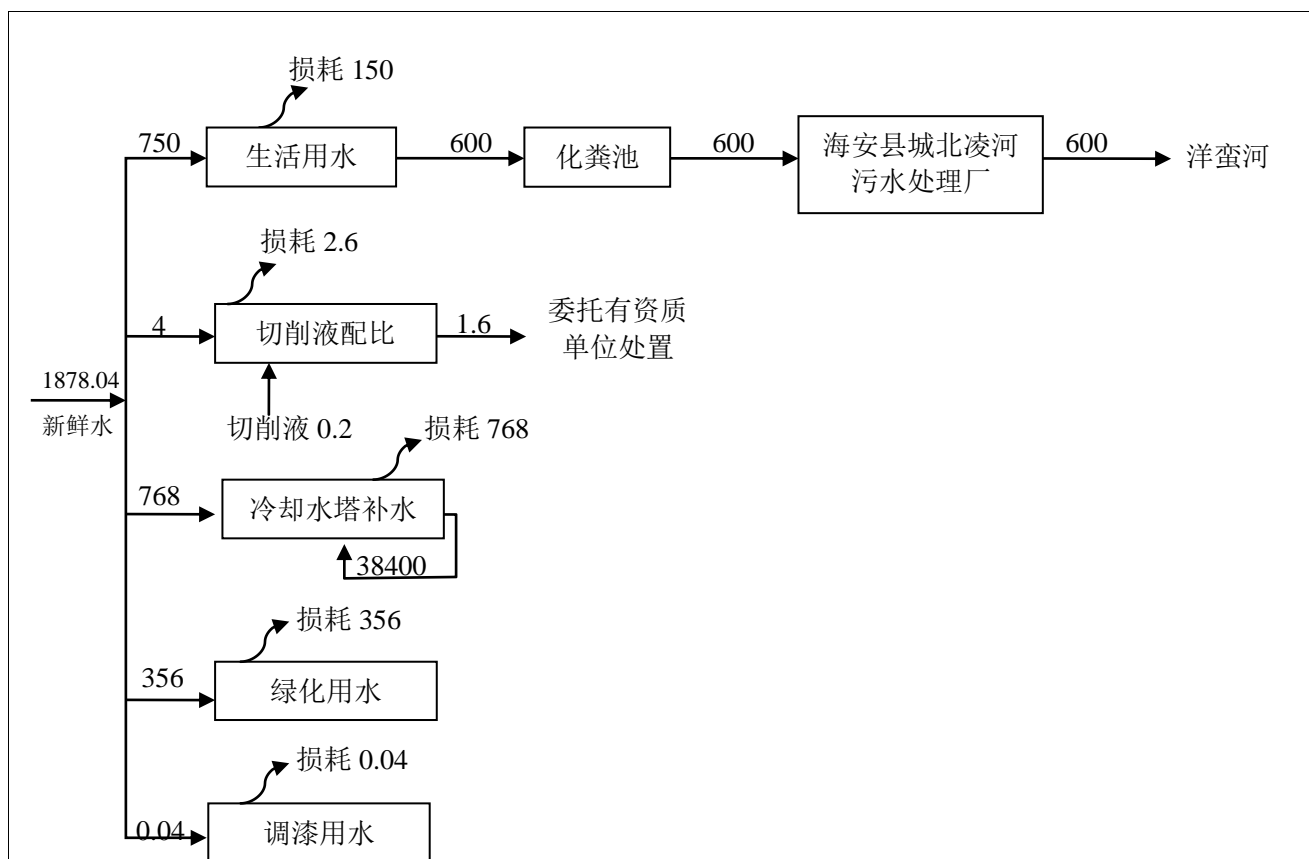 损耗 150
750
生活用水
600
化粪池
600
海安县城北凌河
污水处理厂
600
洋蛮河
损耗 2.6
4
切削液配比
1.6
委托有资质
单位处置
1878.04
新鲜水
切削液 0.2
损耗 768
768
冷却水塔补水
38400
损耗 356
356
绿化用水
损耗 0.04
0.04
调漆用水